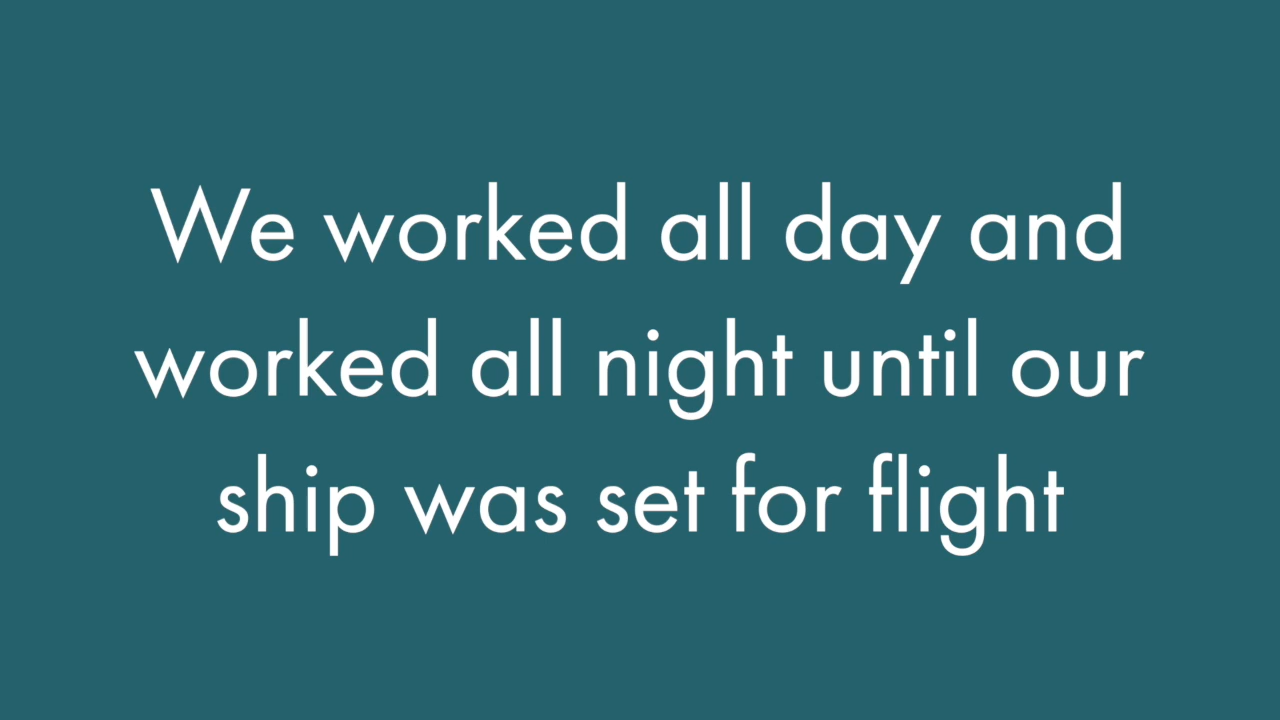 We worked all day and
worked all night until our
ship was set for flight